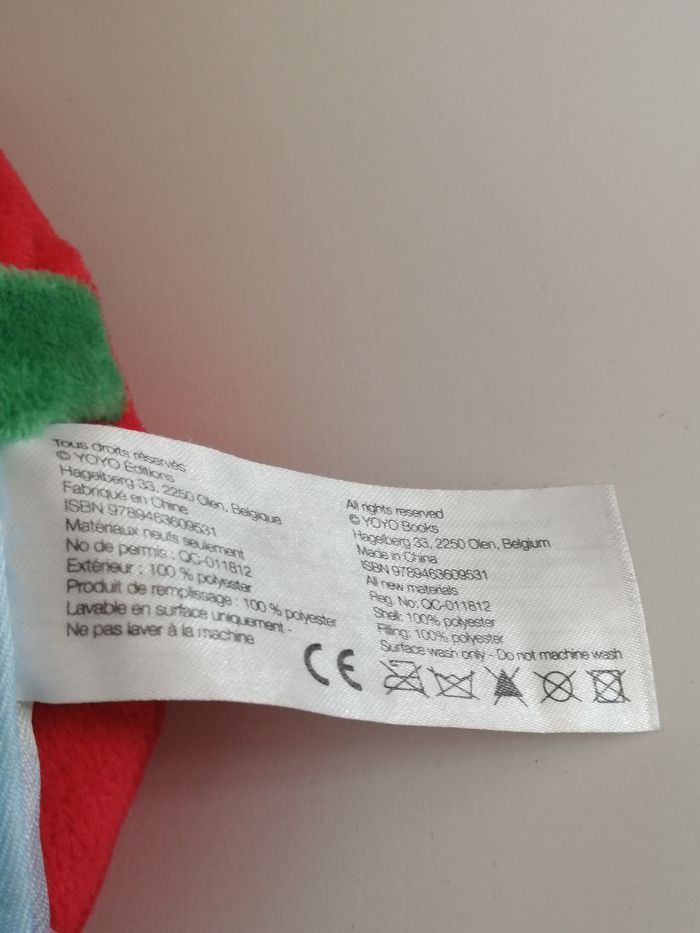 Tous droits réservés
© YOYO Éditions
Hagelberg 33, 2250 Olen, Belgique
Fabriqué en Chine
ISBN 9789463609531
Matériaux neufs seulement
No de permis : QC-011812
Extérieur : 100 % polyester
Produit de remplissage : 100 % polyester
Lavable en surface uniquement -
Ne pas laver à la machine
All rights reserved
© YOYO Books
Hagelberg 33, 2250 Olen, Belgium
Made in China
ISBN 9789463609531
All new materials
Reg. No: QC-011812
Shell: 100% polyester
Filling: 100% polyester
Surface wash only - Do not machine wash
CE